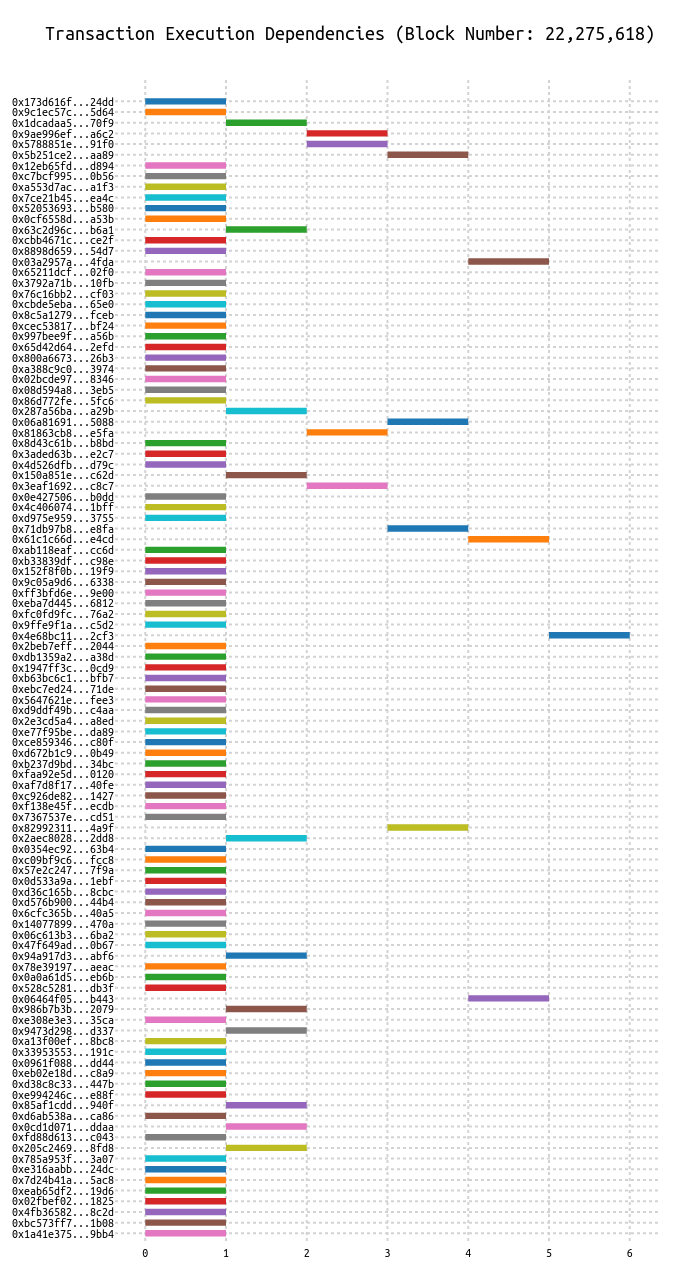 Transaction Execution Dependencies (Block Number: 22,275,618)
0x173d616f...24dd
0x9c1ec57c...5d64
0x1dcadaa5...70f9
0x9ae996ef...a6c2
0x5788851e...91f0
0x5b251ce2...aa89
0x12eb65fd...d894
0xc7bcf995...0b56
0xa553d7ac...a1f3
0x7ce21b45...ea4c
0x52053693...b580
0x0cf6558d...a53b
0x63c2d96c...b6a1
0xcbb4671c...ce2f
0x8898d659...54d7
0x03a2957a...4fda
0x65211dcf...02f0
0x3792a71b...10fb
0x76c16bb2...cf03
0xcbde5eba...65e0
0x8c5a1279...fceb
0xcec53817...bf24
0x997bee9f...a56b
0x65d42d64...2efd
0x800a6673...26b3
0xa388c9c0...3974
0x02bcde97...8346
0x08d594a8...3eb5
0x86d772fe...5fc6
0x287a56ba...a29b
0x06a81691...5088
0x81863cb8...e5fa
0x8d43c61b...b8bd
0x3aded63b...e2c7
0x4d526dfb...d79c
0x150a851e...c62d
0x3eaf1692...c8c7
0x0e427506...b0dd
0x4c406074...1bff
0xd975e959...3755
0x71db97b8...e8fa
0x61c1c66d...e4cd
0xab118eaf...cc6d
0xb33839df...c98e
0x152f8f0b...19f9
0x9c05a9d6...6338
0xff3bfd6e...9e00
0xeba7d445...6812
0xfc0fd9fc...76a2
0x9ffe9f1a...c5d2
0x4e68bc11...2cf3
0x2beb7eff...2044
0xdb1359a2...a38d
0x1947ff3c...0cd9
0xb63bc6c1...bfb7
0xebc7ed24...71de
0x5647621e...fee3
0xd9ddf49b...c4aa
0x2e3cd5a4...a8ed
0xe77f95be...da89
0xce859346...c80f
0xd672b1c9...0b49
0xb237d9bd...34bc
0xfaa92e5d...0120
0xaf7d8f17...40fe
0xc926de82...1427
0xf138e45f...ecdb
0x7367537e...cd51
0x82992311...4a9f
0x2aec8028...2dd8
0x0354ec92...63b4
0xc09bf9c6...fcc8
0x57e2c247...7f9a
0x0d533a9a...1ebf
0xd36c165b...8cbc
0xd576b900...44b4
0x6cfc365b...40a5
0x14077899...470a
0x06c613b3...6ba2
0x47f649ad...0b67
0x94a917d3...abf6
0x78e39197...aeac
0x0a0a61d5...eb6b
0x528c5281...db3f
0x06464f05...b443
0x986b7b3b...2079
0xe308e3e3...35ca
0x9473d298...d337
0xa13f00ef...8bc8
0x33953553...191c
0x0961f088...dd44
0xeb02e18d...c8a9
0xd38c8c33...447b
0xe994246c...e88f
0x85af1cdd...940f
0xd6ab538a...ca86
0x0cd1d071...ddaa
0xfd88d613...c043
0x205c2469...8fd8
0x785a953f...3a07
0xe316aabb...24dc
0x7d24b41a...5ac8
0xeab65df2...19d6
0x02fbef02...1825
0x4fb36582...8c2d
0xbc573ff7...1b08
0x1a41e375...9bb4
0 1 2 3 4 5 6